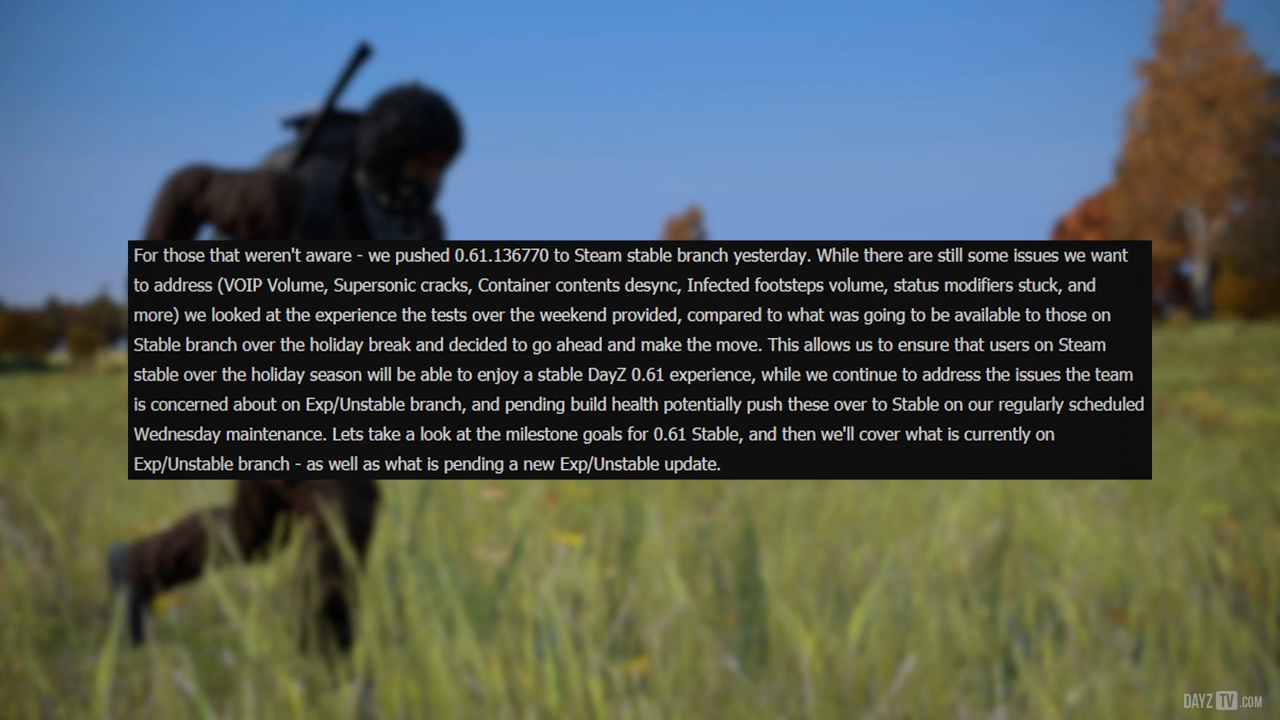 For those that weren't aware - we pushed 0.61.136770 to Steam stable branch yesterday. While there are still some issues we want
to address (VOIP Volume, Supersonic cracks, Container contents desync, Infected footsteps volume, status modifiers stuck, and
more) we looked at the experience the tests over the weekend provided, compared to what was going to be available to those on
Stable branch over the holiday break and decided to go ahead and make the move. This allows us to ensure that users on Steam
stable over the holiday season will be able to enjoy a stable DayZ 0.61 experience, while we continue to address the issues the team
is concerned about on Exp/Unstable branch, and pending build health potentially push these over to Stable on our regularly scheduled
Wednesday maintenance. Lets take a look at the milestone goals for 0.61 Stable, and then we'll cover what is currently on
Exp/Unstable branch - as well as what is pending a new Exp/Unstable update.
DAYZ TV .COM